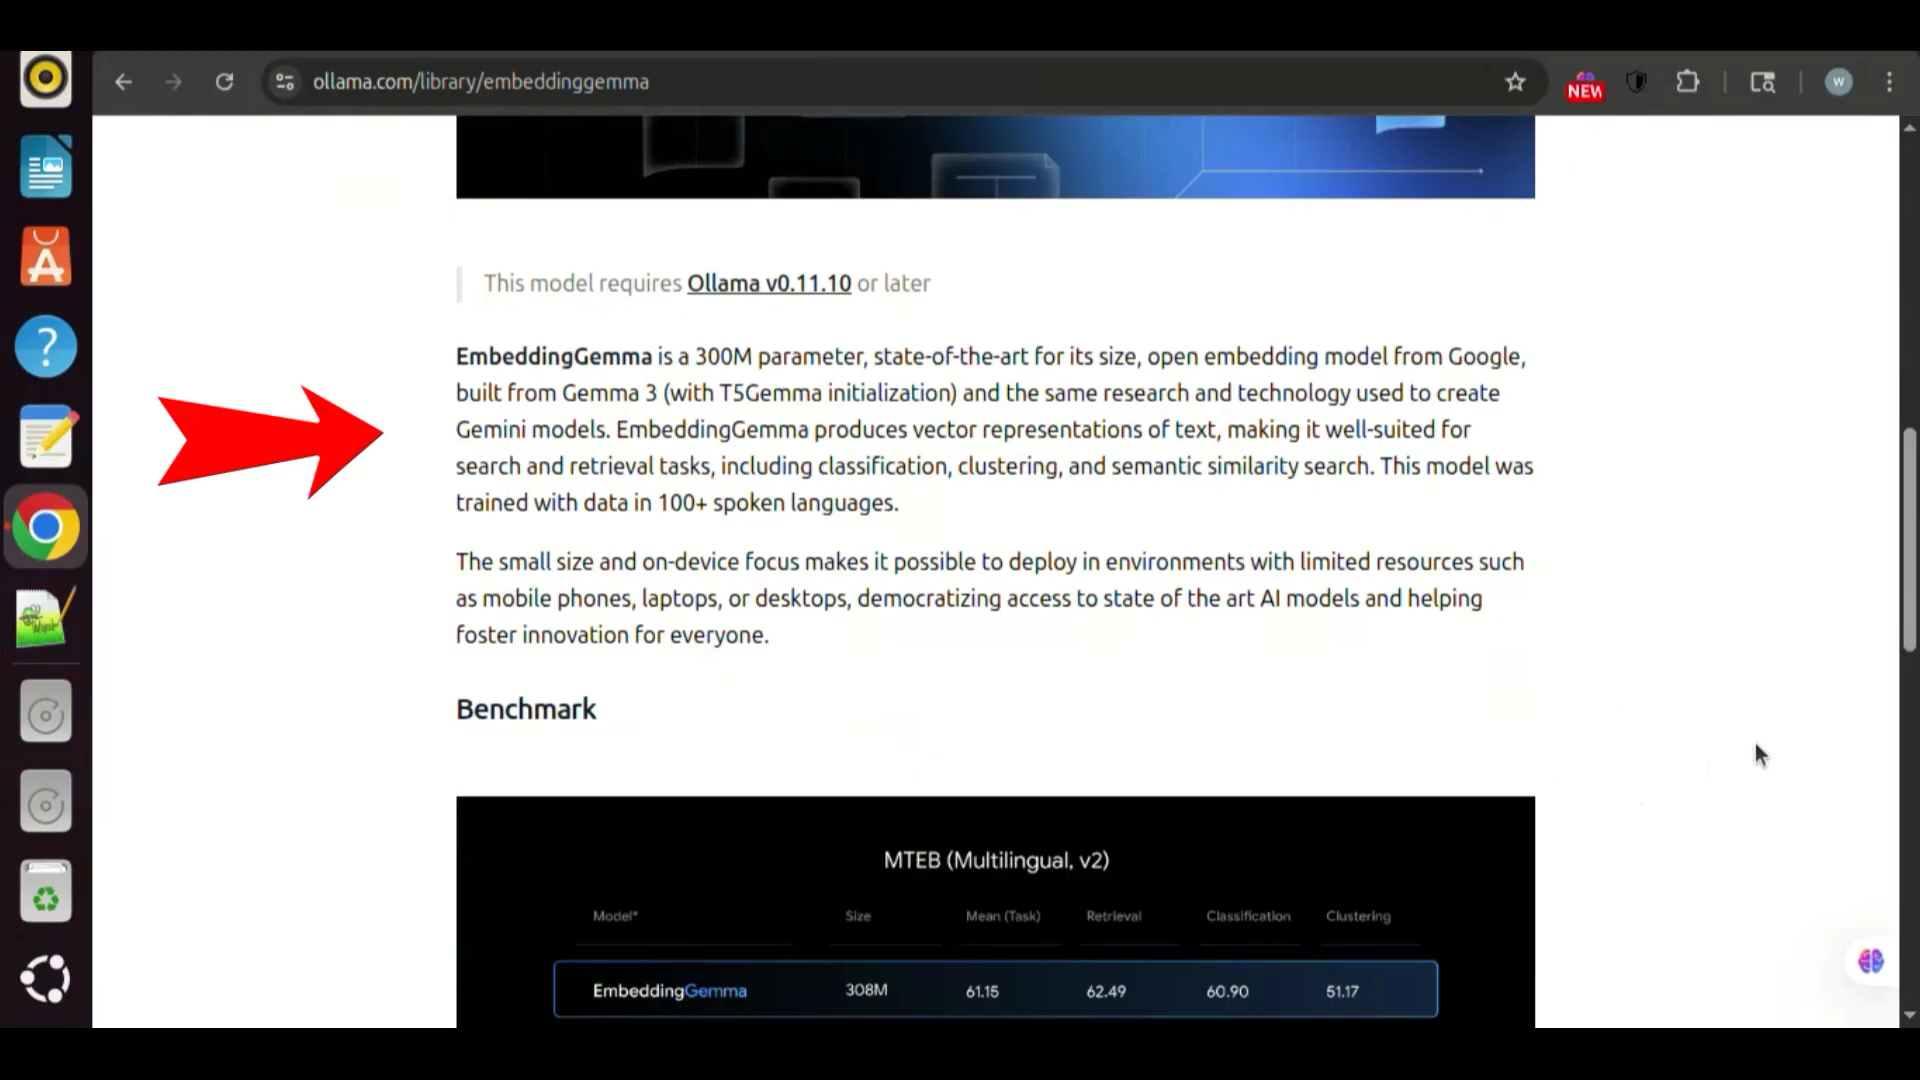 ollama.com/library/embeddinggemma
NEW
W
This model requires Ollama v0.11.10 or later
EmbeddingGemma is a 300M parameter, state-of-the-art for its size, open embedding model from Google,
built from Gemma 3 (with T5Gemma initialization) and the same research and technology used to create
Gemini models. EmbeddingGemma produces vector representations of text, making it well-suited for
search and retrieval tasks, including classification, clustering, and semantic similarity search. This model was
trained with data in 100+ spoken languages.
The small size and on-device focus makes it possible to deploy in environments with limited resources such
as mobile phones, laptops, or desktops, democratizing access to state of the art AI models and helping
foster innovation for everyone.
Benchmark
MTEB (Multilingual, v2)
Model* Size Mean (Task) Retrieval Classification Clustering
EmbeddingGemma 308M 61.15 62.49 60.90 51.17